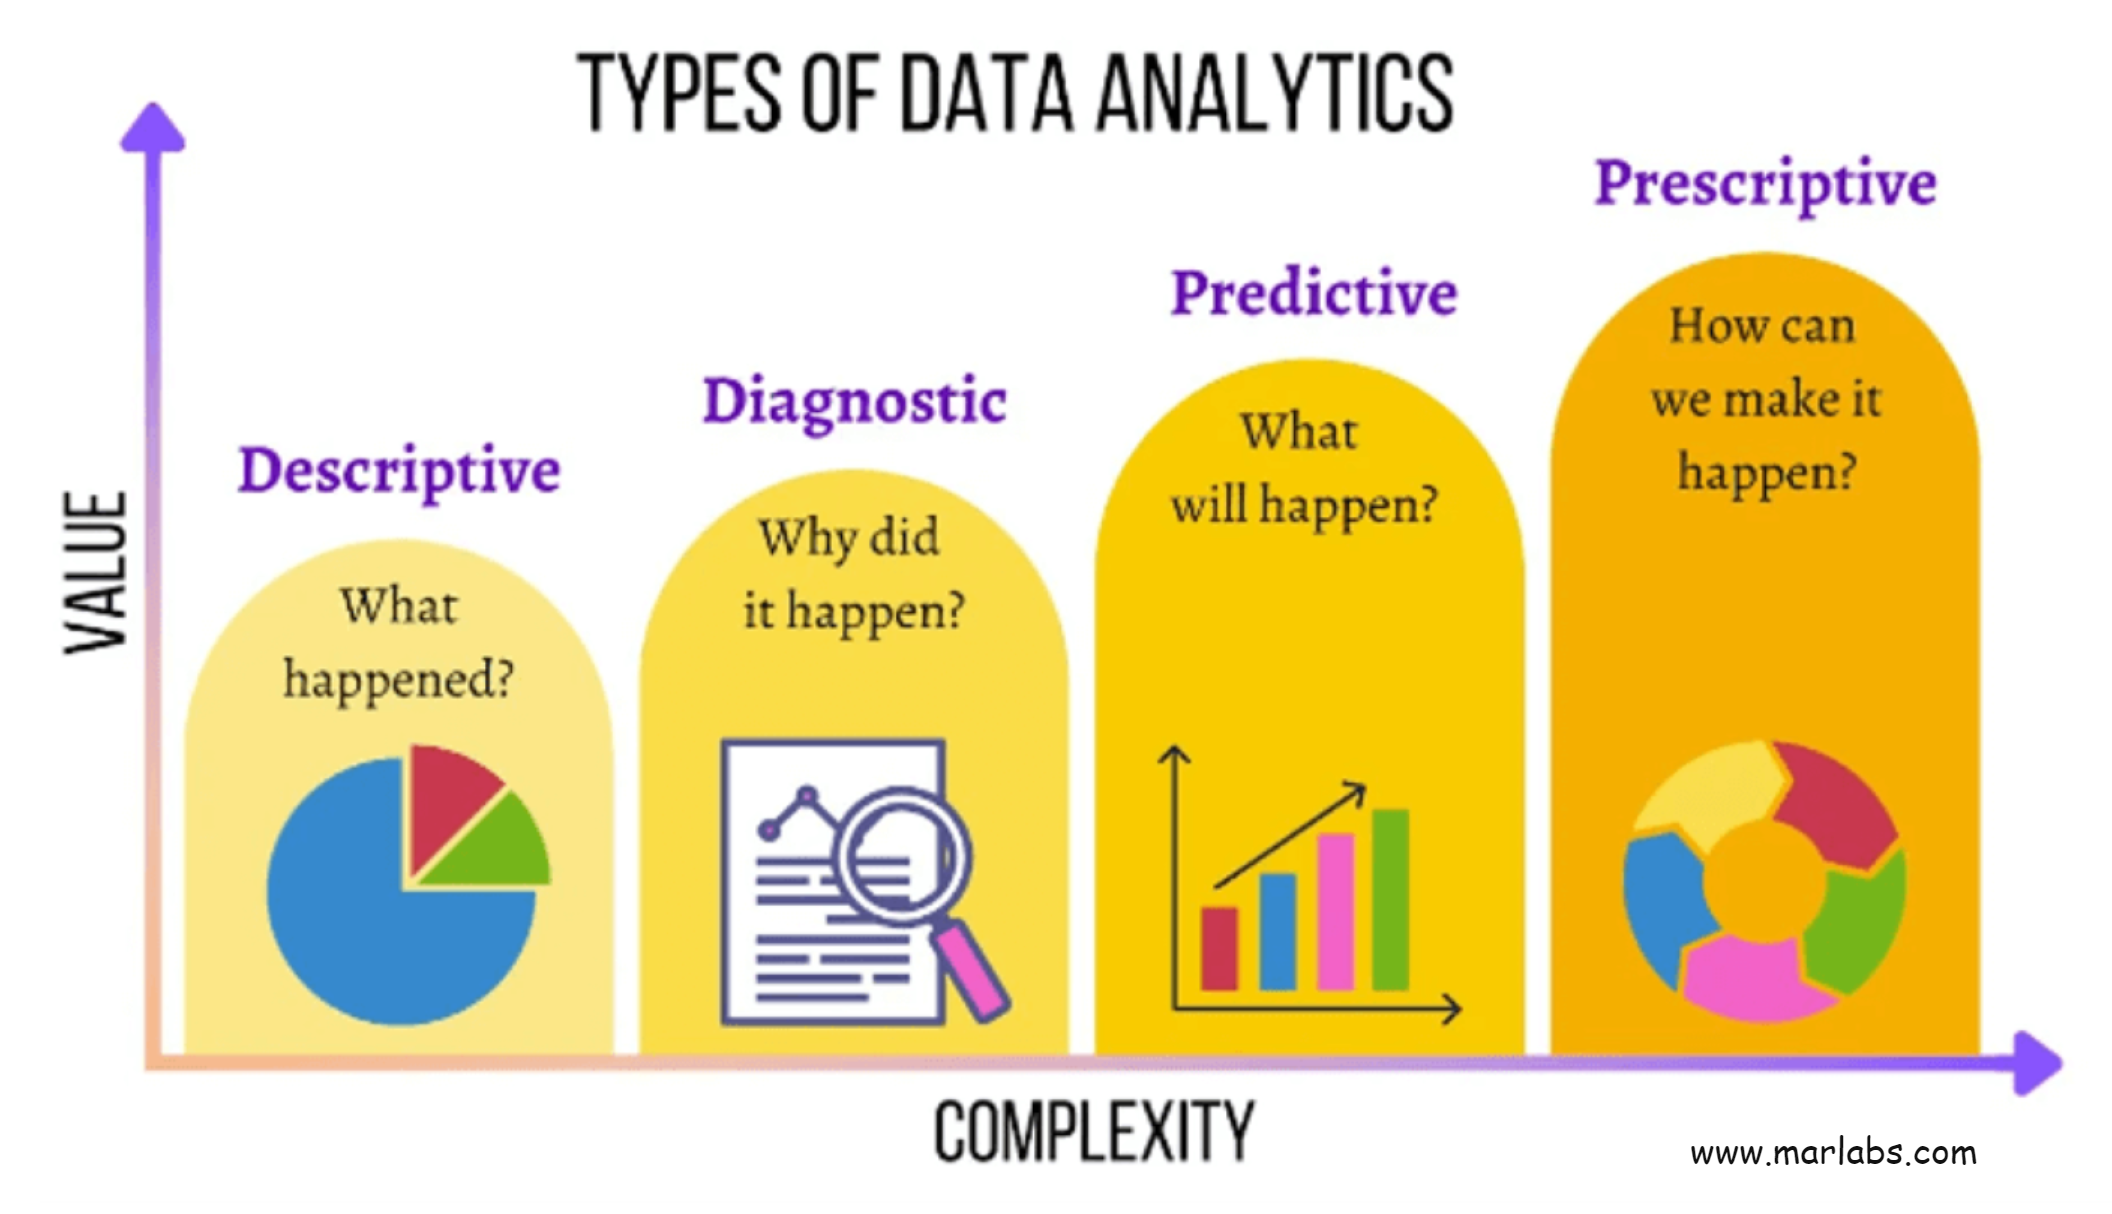 TYPES OF DATA ANALYTICS
VALUE
Descriptive
What
happened?
Diagnostic
Why did
it happen?
Predictive
What
will happen?
Prescriptive
How can
we make it
happen?
COMPLEXITY
www.marlabs.com